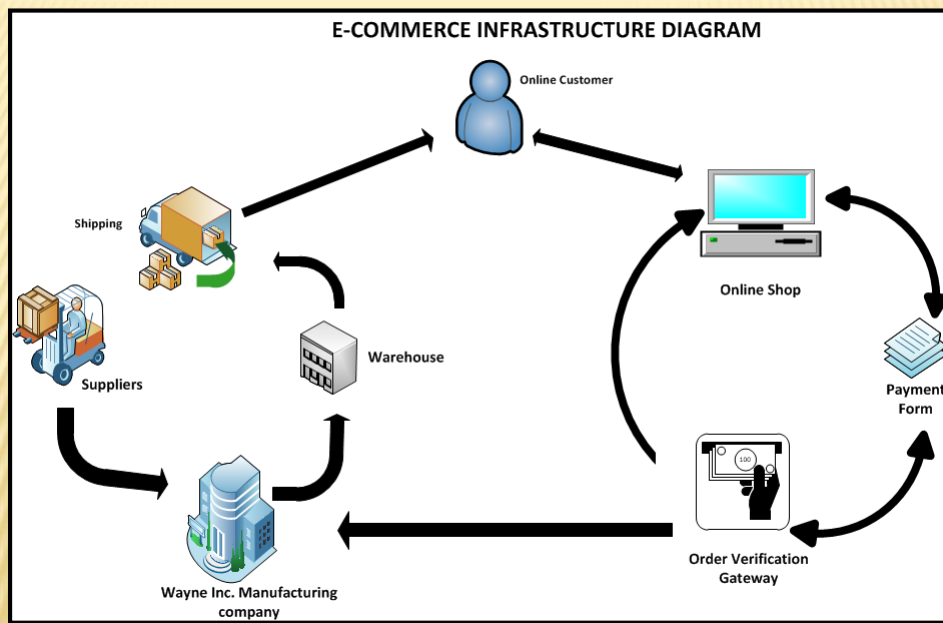 E-COMMERCE INFRASTRUCTURE DIAGRAM
Online Customer
Shipping
Online Shop
Suppliers
Warehouse
Payment
Form
100
Order Verification
Gateway
Wayne Inc. Manufacturing
company